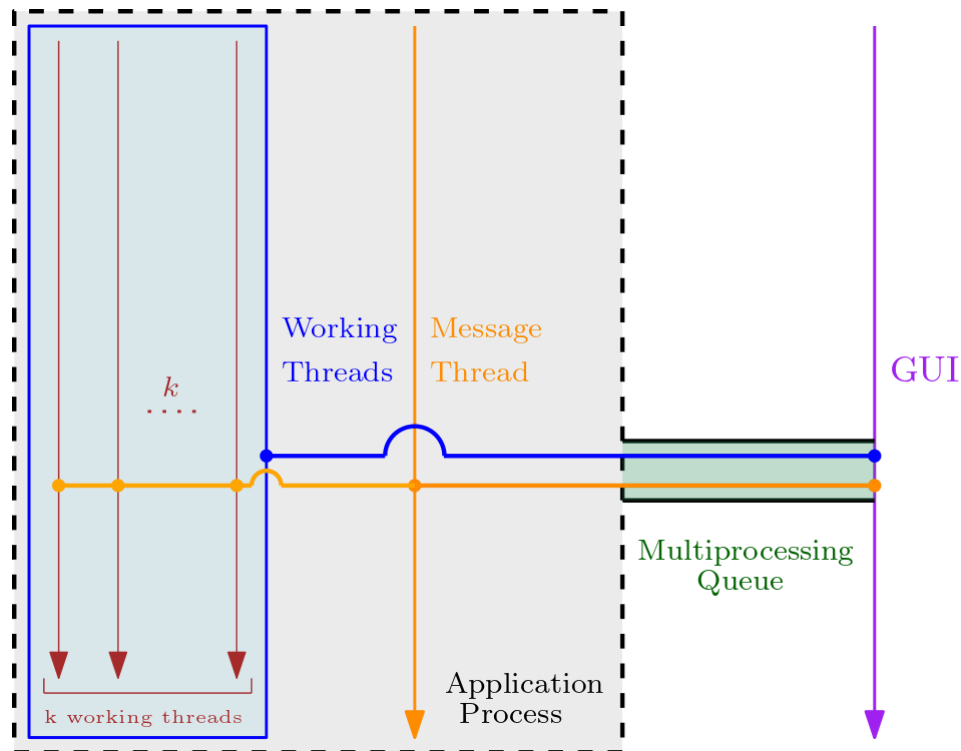 Working
Threads
Message
Thread
GUI
k
....
Multiprocessing
Queue
Application
Process
k working threads